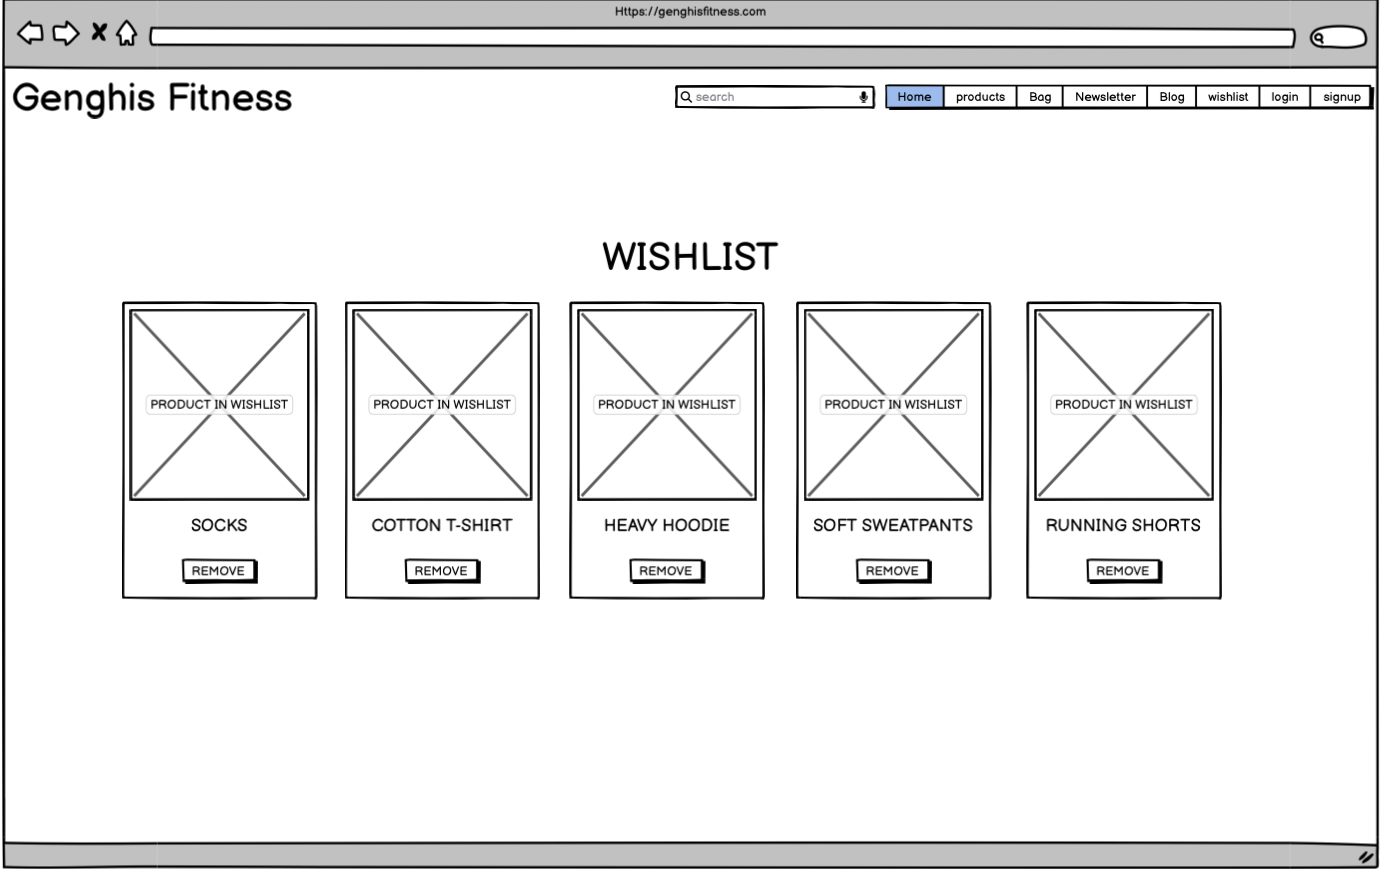 Https://genghisfitness.com
Genghis Fitness
search
Home products Bag Newsletter Blog wishlist login signup
WISHLIST
PRODUCT IN WISHLIST PRODUCT IN WISHLIST PRODUCT IN WISHLIST PRODUCT IN WISHLIST PRODUCT IN WISHLIST
SOCKS COTTON T-SHIRT HEAVY HOODIE SOFT SWEATPANTS RUNNING SHORTS
REMOVE REMOVE REMOVE REMOVE REMOVE